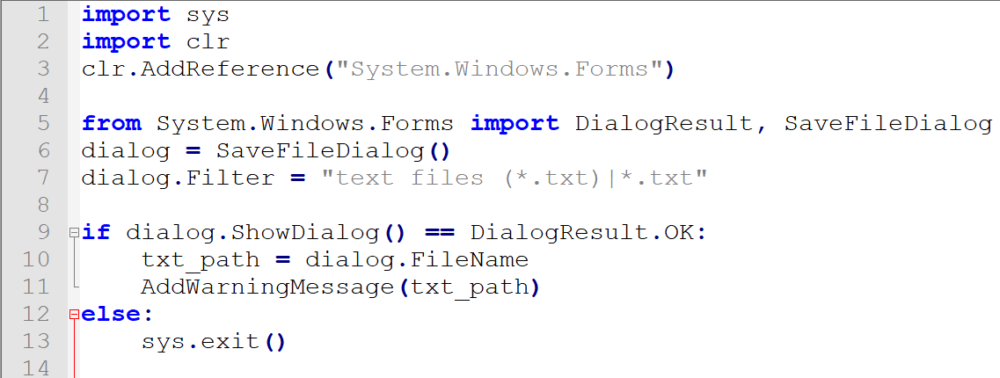 1 import sys
2 import clr
3 clr.AddReference("System.Windows.Forms")
4
5 from System.Windows.Forms import DialogResult, SaveFileDialog
6 dialog = SaveFileDialog()
7 dialog.Filter = "text files (*.txt)|*.txt"
8
9 if dialog.ShowDialog() == DialogResult.OK:
10     txt_path = dialog.FileName
11     AddWarningMessage(txt_path)
12 else:
13     sys.exit()
14